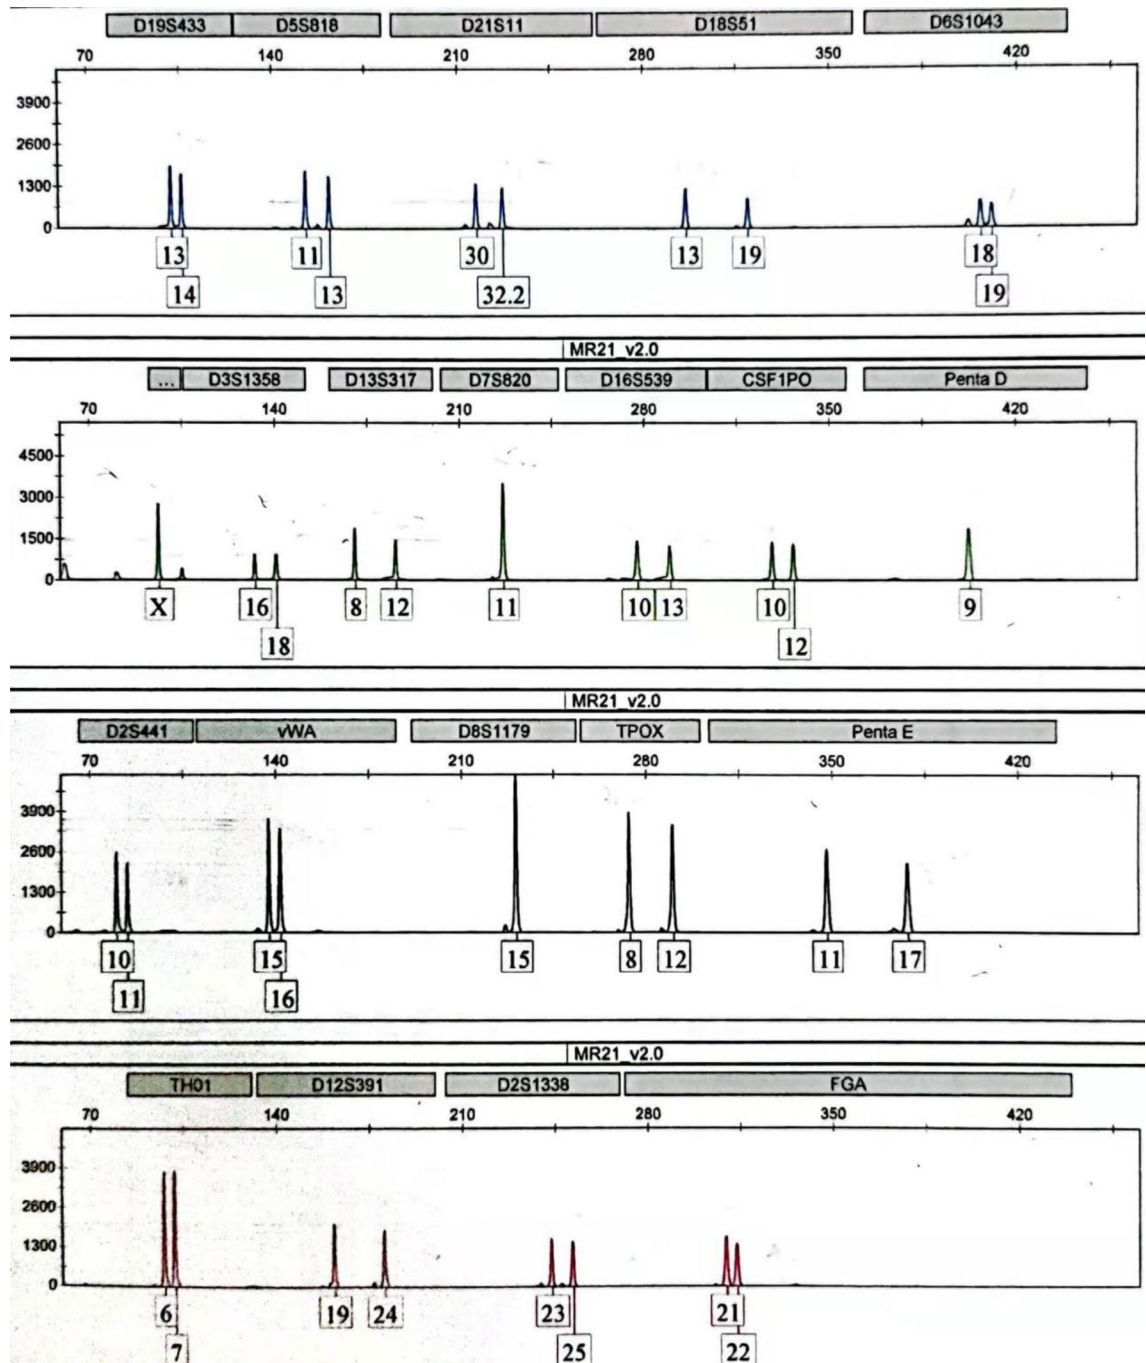 D19S433 D5S818 D21S11 D18S51 D6S1043
70 140 210 280 350 420
3900
2600
1300
0
13 11 30 13 19 18
14 13 32.2 19
MR21_v2.0
... D3S1358 D13S317 D7S820 D16S539 CSF1PO Penta D
70 140 210 280 350 420
4500
3000
1500
0
X 16 8 12 11 10 13 10 9
18 12
MR21_v2.0
D2S441 vWA D8S1179 TPOX Penta E
70 140 210 280 350 420
3900
2600
1300
0
10 15 15 8 12 11 17
11 16
MR21_v2.0
TH01 D12S391 D2S1338 FGA
70 140 210 280 350 420
3900
2600
1300
0
6 19 24 23 21
7 25 22